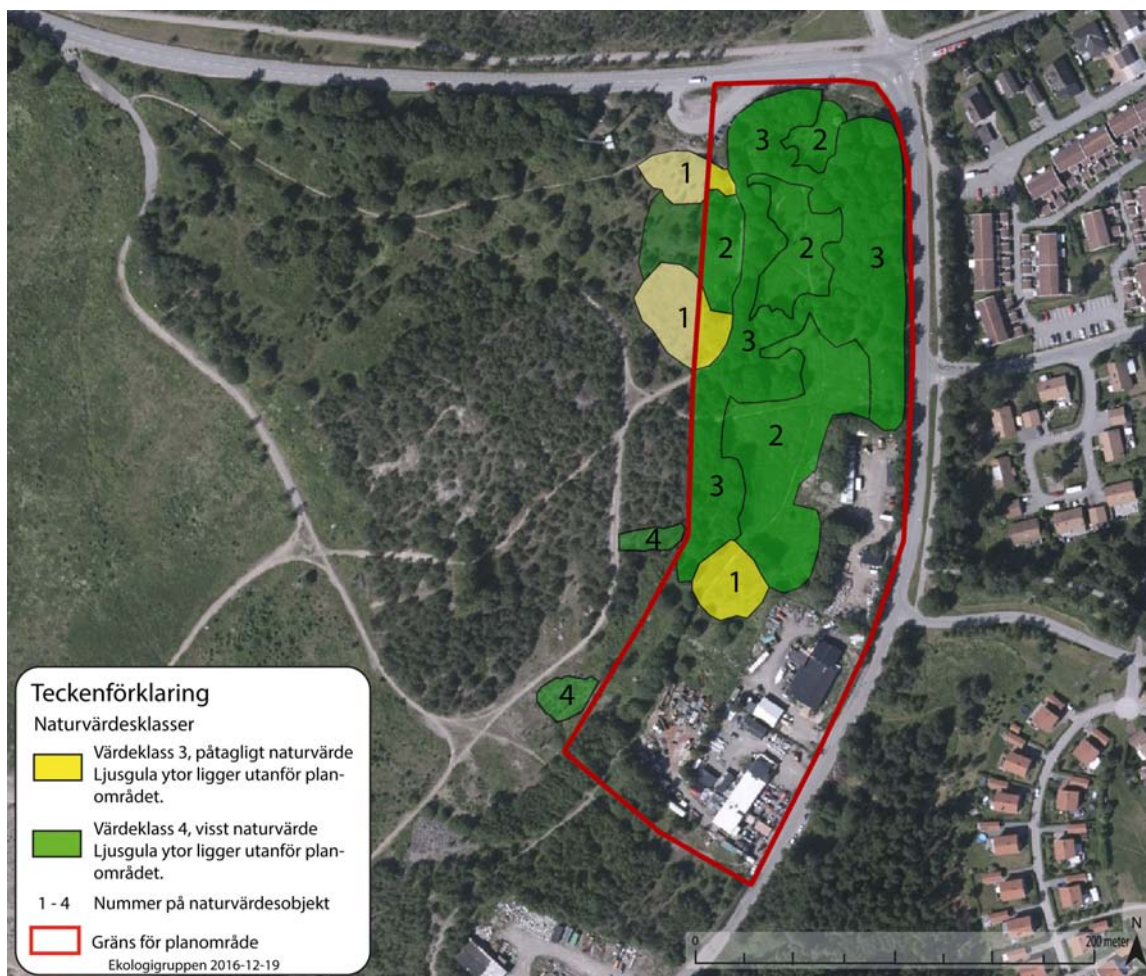 3
2
1
2
2
3
1
3
2
3
4
1
4
Teckenförklaring
Naturvärdesklasser
Värdeklass 3, påtagligt naturvärde
Ljusgula ytor ligger utanför plan-
området.
Värdeklass 4, visst naturvärde
Ljusgula ytor ligger utanför plan-
området.
1 - 4 Nummer på naturvärdesobjekt
Gräns för planområde
Ekologigruppen 2016-12-19
0
200 meter
N